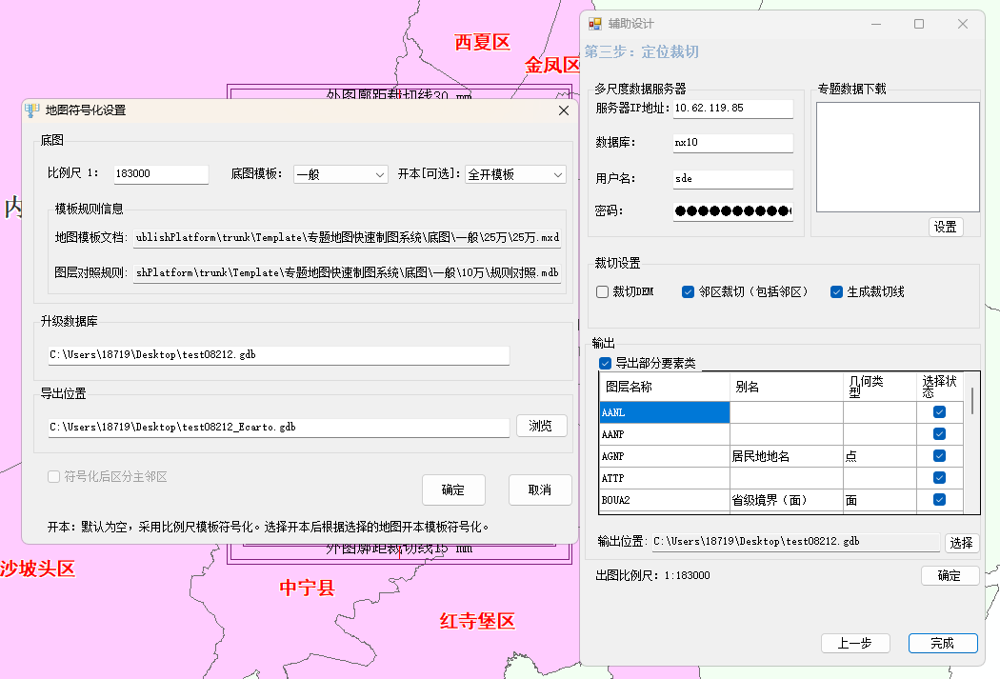 西夏区
金凤区
外图廓距裁切线30 mm
内
地图符号化设置
底图
比例尺 1: 183000
底图模板: 一般
开本[可选]: 全开模板
模板规则信息
地图模板文档: ublishPlatform\trunk\Template\专题地图快速制图系统\底图\一般\25万\25万.mxd
图层对照规则: shPlatform\trunk\Template\专题地图快速制图系统\底图\一般\10万\规则对照.mdb
升级数据库
C:\Users\18719\Desktop\test08212.gdb
导出位置
C:\Users\18719\Desktop\test08212_Ecarto.gdb
浏览
符号化后区分主邻区
确定
取消
开本: 默认为空，采用比例尺模板符号化。选择开本后根据选择的地图开本模板符号化。
外图廓距裁切线15 mm
沙坡头区
中宁县
红寺堡区
辅助设计
第三步: 定位裁切
多尺度数据服务器
服务器IP地址: 10.62.119.85
数据库: nx10
用户名: sde
密码: ●●●●●●●●●●●
专题数据下载
设置
裁切设置
裁切DEM
邻区裁切（包括邻区）
生成裁切线
输出
导出部分要素类
图层名称 别名 几何类型 选择状态
AANL
AANP
AGNP 居民地地名 点
ATTP
BOUA2 省级境界（面） 面
输出位置: C:\Users\18719\Desktop\test08212.gdb
选择
出图比例尺: 1:183000
确定
上一步
完成